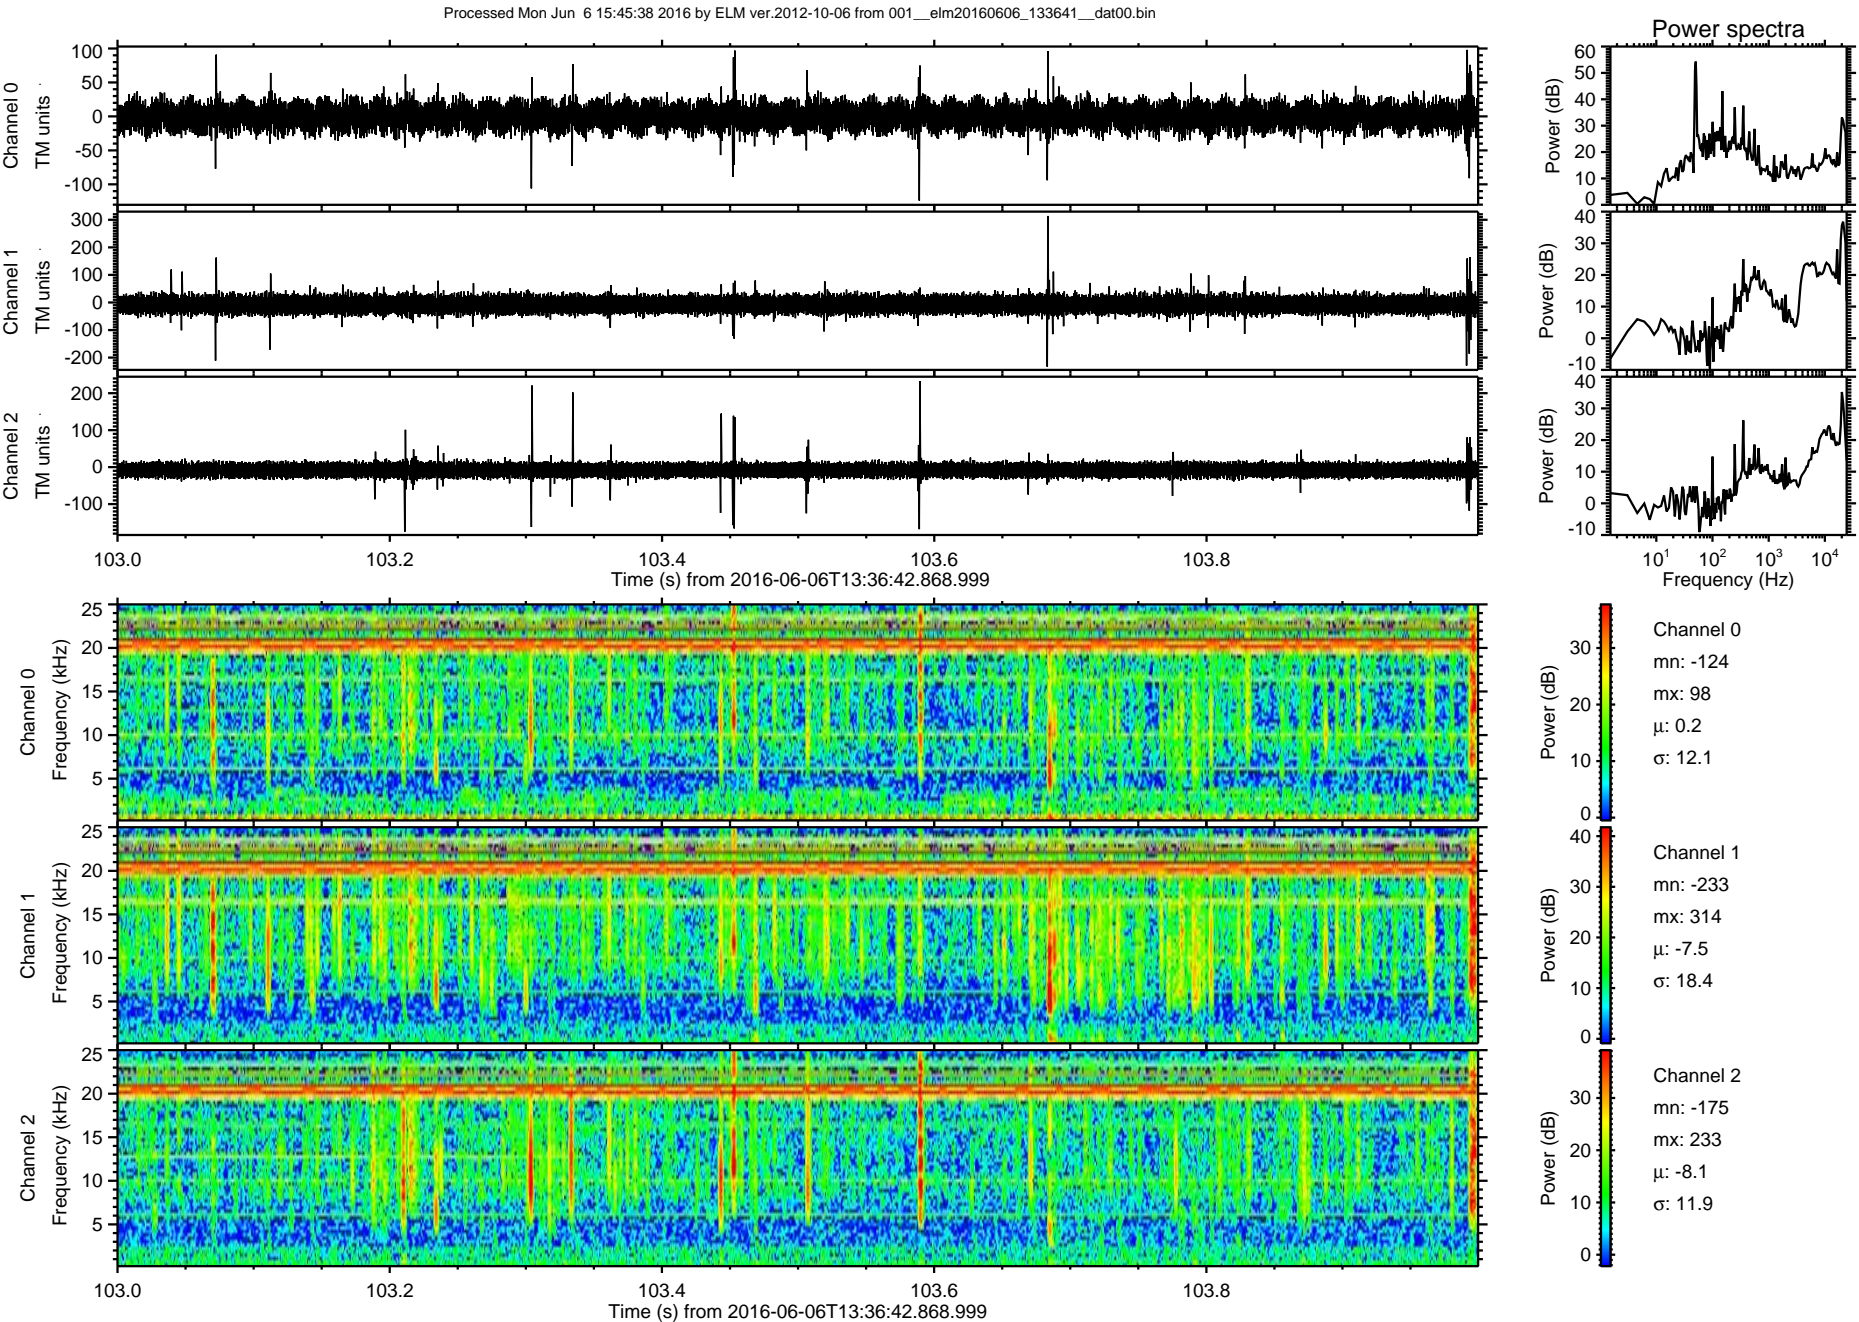 Processed Mon Jun  6 15:45:38 2016 by ELM ver.2012-10-06 from 001__elm20160606_133641__dat00.bin
Power spectra
Channel 0
TM units
100
50
0
-50
-100
Power (dB)
60
50
40
30
20
10
0
Channel 1
TM units
300
200
100
0
-100
-200
Power (dB)
40
30
20
10
0
-10
Channel 2
TM units
200
100
0
-100
Power (dB)
40
30
20
10
0
-10
103.0 103.2 103.4 103.6 103.8
Time (s) from 2016-06-06T13:36:42.868.999
10^1 10^2 10^3 10^4
Frequency (Hz)
Channel 0
Frequency (kHz)
25
20
15
10
5
Power (dB)
30
20
10
0
Channel 0
mn: -124
mx: 98
μ: 0.2
σ: 12.1
Channel 1
Frequency (kHz)
25
20
15
10
5
Power (dB)
40
30
20
10
0
Channel 1
mn: -233
mx: 314
μ: -7.5
σ: 18.4
Channel 2
Frequency (kHz)
25
20
15
10
5
Power (dB)
30
20
10
0
Channel 2
mn: -175
mx: 233
μ: -8.1
σ: 11.9
103.0 103.2 103.4 103.6 103.8
Time (s) from 2016-06-06T13:36:42.868.999